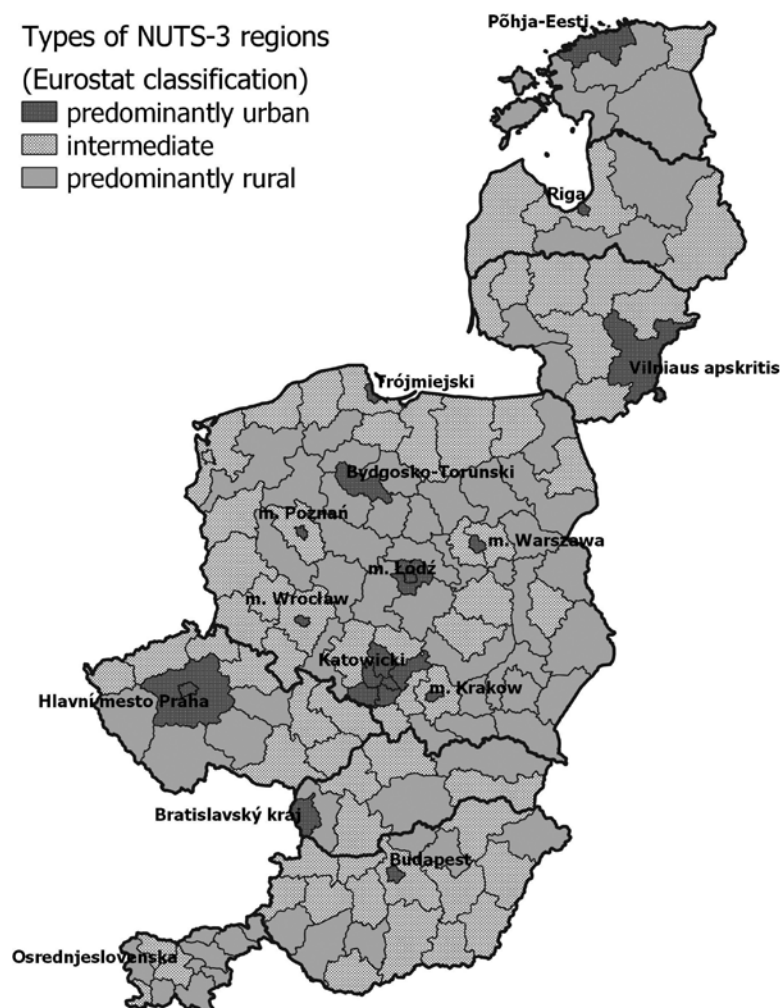 Types of NUTS-3 regions
(Eurostat classification)
predominantly urban
intermediate
predominantly rural
Põhja-Eesti
Riga
Vilniaus apskritis
Trójmiejski
Bydgosko-Toruński
m. Poznań
m. Warszawa
m. Łódź
m. Wrocław
Katowicki
m. Krakow
Hlavní mesto Praha
Bratislavský kraj
Budapest
Osrednjeslovenska